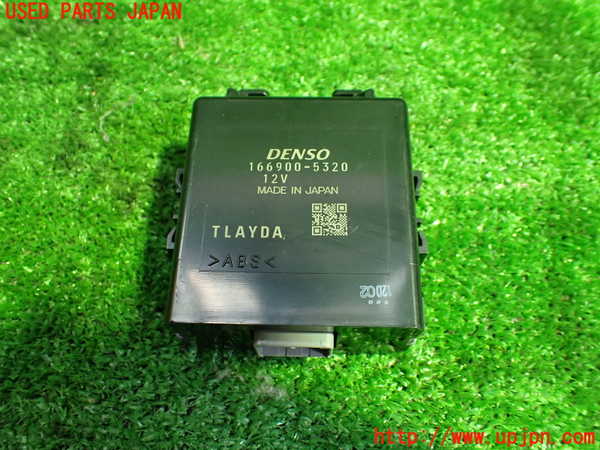 USED PARTS JAPAN
DENSO
166900-5320
12V
MADE IN JAPAN
TLAYDA
>ABS<
http://www.upjpn.com/